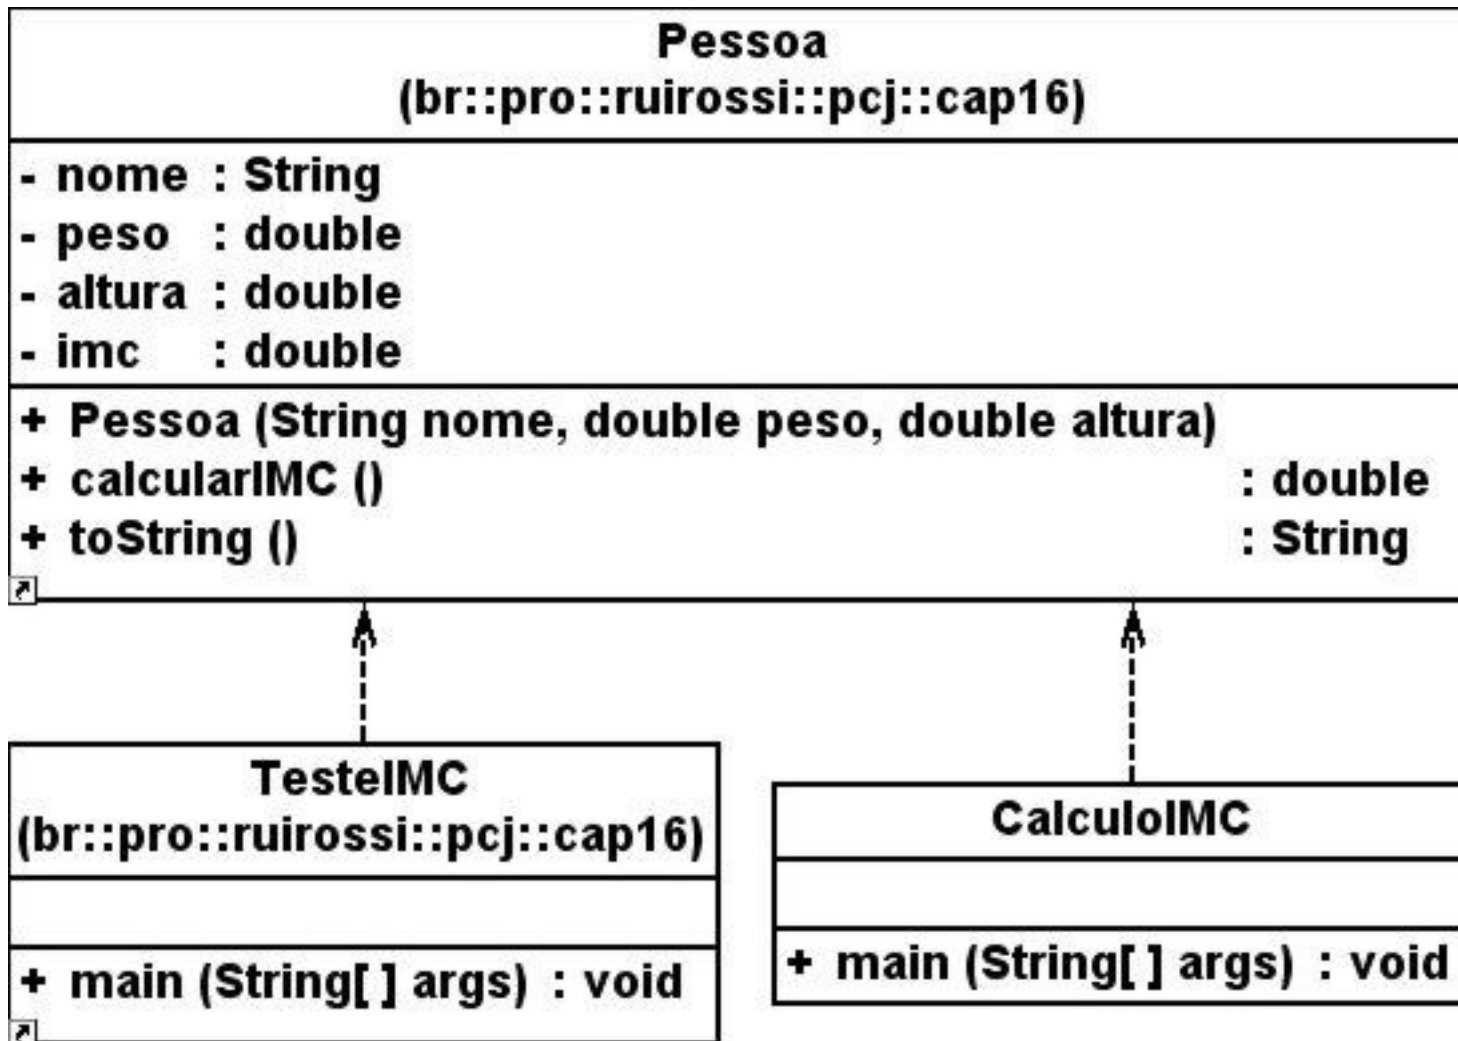 Pessoa
(br::pro::ruirossi::pcj::cap16)
- nome : String
- peso : double
- altura : double
- imc : double
+ Pessoa (String nome, double peso, double altura)
+ calcularIMC () : double
+ toString () : String
TesteIMC
(br::pro::ruirossi::pcj::cap16)
+ main (String[ ] args) : void
CalculoIMC
+ main (String[ ] args) : void